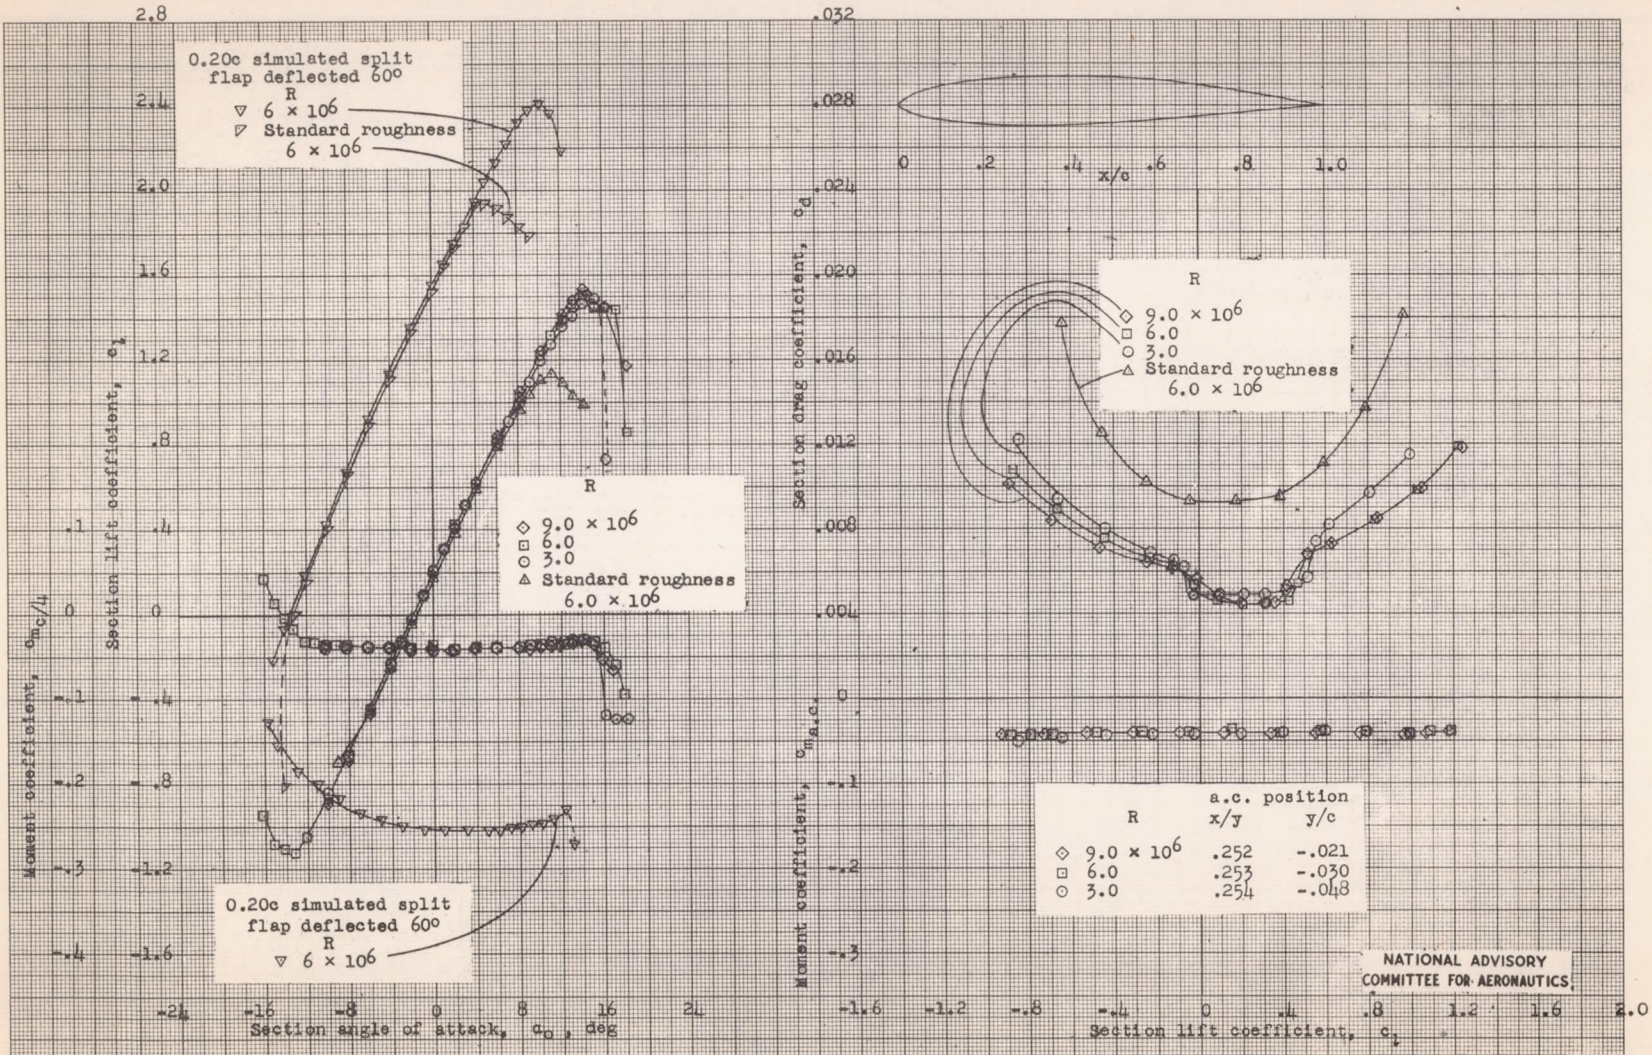 2.8
2.4
2.0
1.6
1.2
.8
.4
0
-.4
-.8
-1.2
-1.6
.1
0
-.1
-.2
-.3
-.4
Section lift coefficient, cl
Moment coefficient, cmc/4
0.20c simulated split
flap deflected 60°
R
▽ 6 × 10⁶
Standard roughness
6 × 10⁶
R
◇ 9.0 × 10⁶
□ 6.0
○ 3.0
△ Standard roughness
6.0 × 10⁶
0.20c simulated split
flap deflected 60°
R
▽ 6 × 10⁶
-24 -16 -8 0 8 16 24
Section angle of attack, α₀, deg
.032
.028
.024
.020
.016
.012
.008
.004
0
-.1
-.2
-.3
Section drag coefficient, cd
Moment coefficient, cma.c.
0 .2 .4 .6 .8 1.0
x/c
R
◇ 9.0 × 10⁶
□ 6.0
○ 3.0
△ Standard roughness
6.0 × 10⁶
a.c. position
R x/y y/c
◇ 9.0 × 10⁶ .252 -.021
□ 6.0 .253 -.030
○ 3.0 .254 -.048
NATIONAL ADVISORY
COMMITTEE FOR AERONAUTICS
-1.6 -1.2 -.8 -.4 0 .4 .8 1.2 1.6 2.0
Section lift coefficient, cl